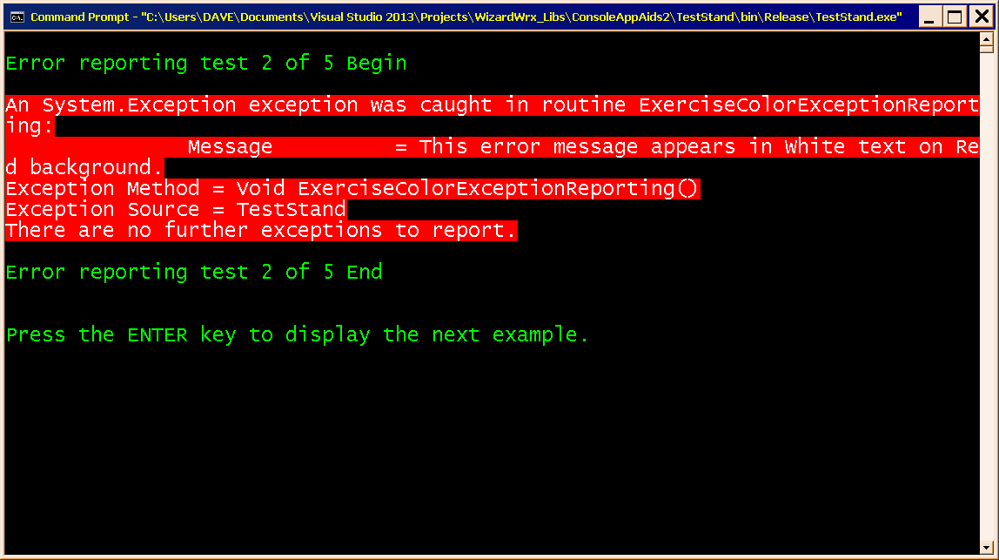 Command Prompt - "C:\Users\DAVE\Documents\Visual Studio 2013\Projects\WizardWrx_Libs\ConsoleAppAids2\TestStand\bin\Release\TestStand.exe"
Error reporting test 2 of 5 Begin
An System.Exception exception was caught in routine ExerciseColorExceptionReport
ing:
Message = This error message appears in White text on Re
d background.
Exception Method = Void ExerciseColorExceptionReporting()
Exception Source = TestStand
There are no further exceptions to report.
Error reporting test 2 of 5 End
Press the ENTER key to display the next example.